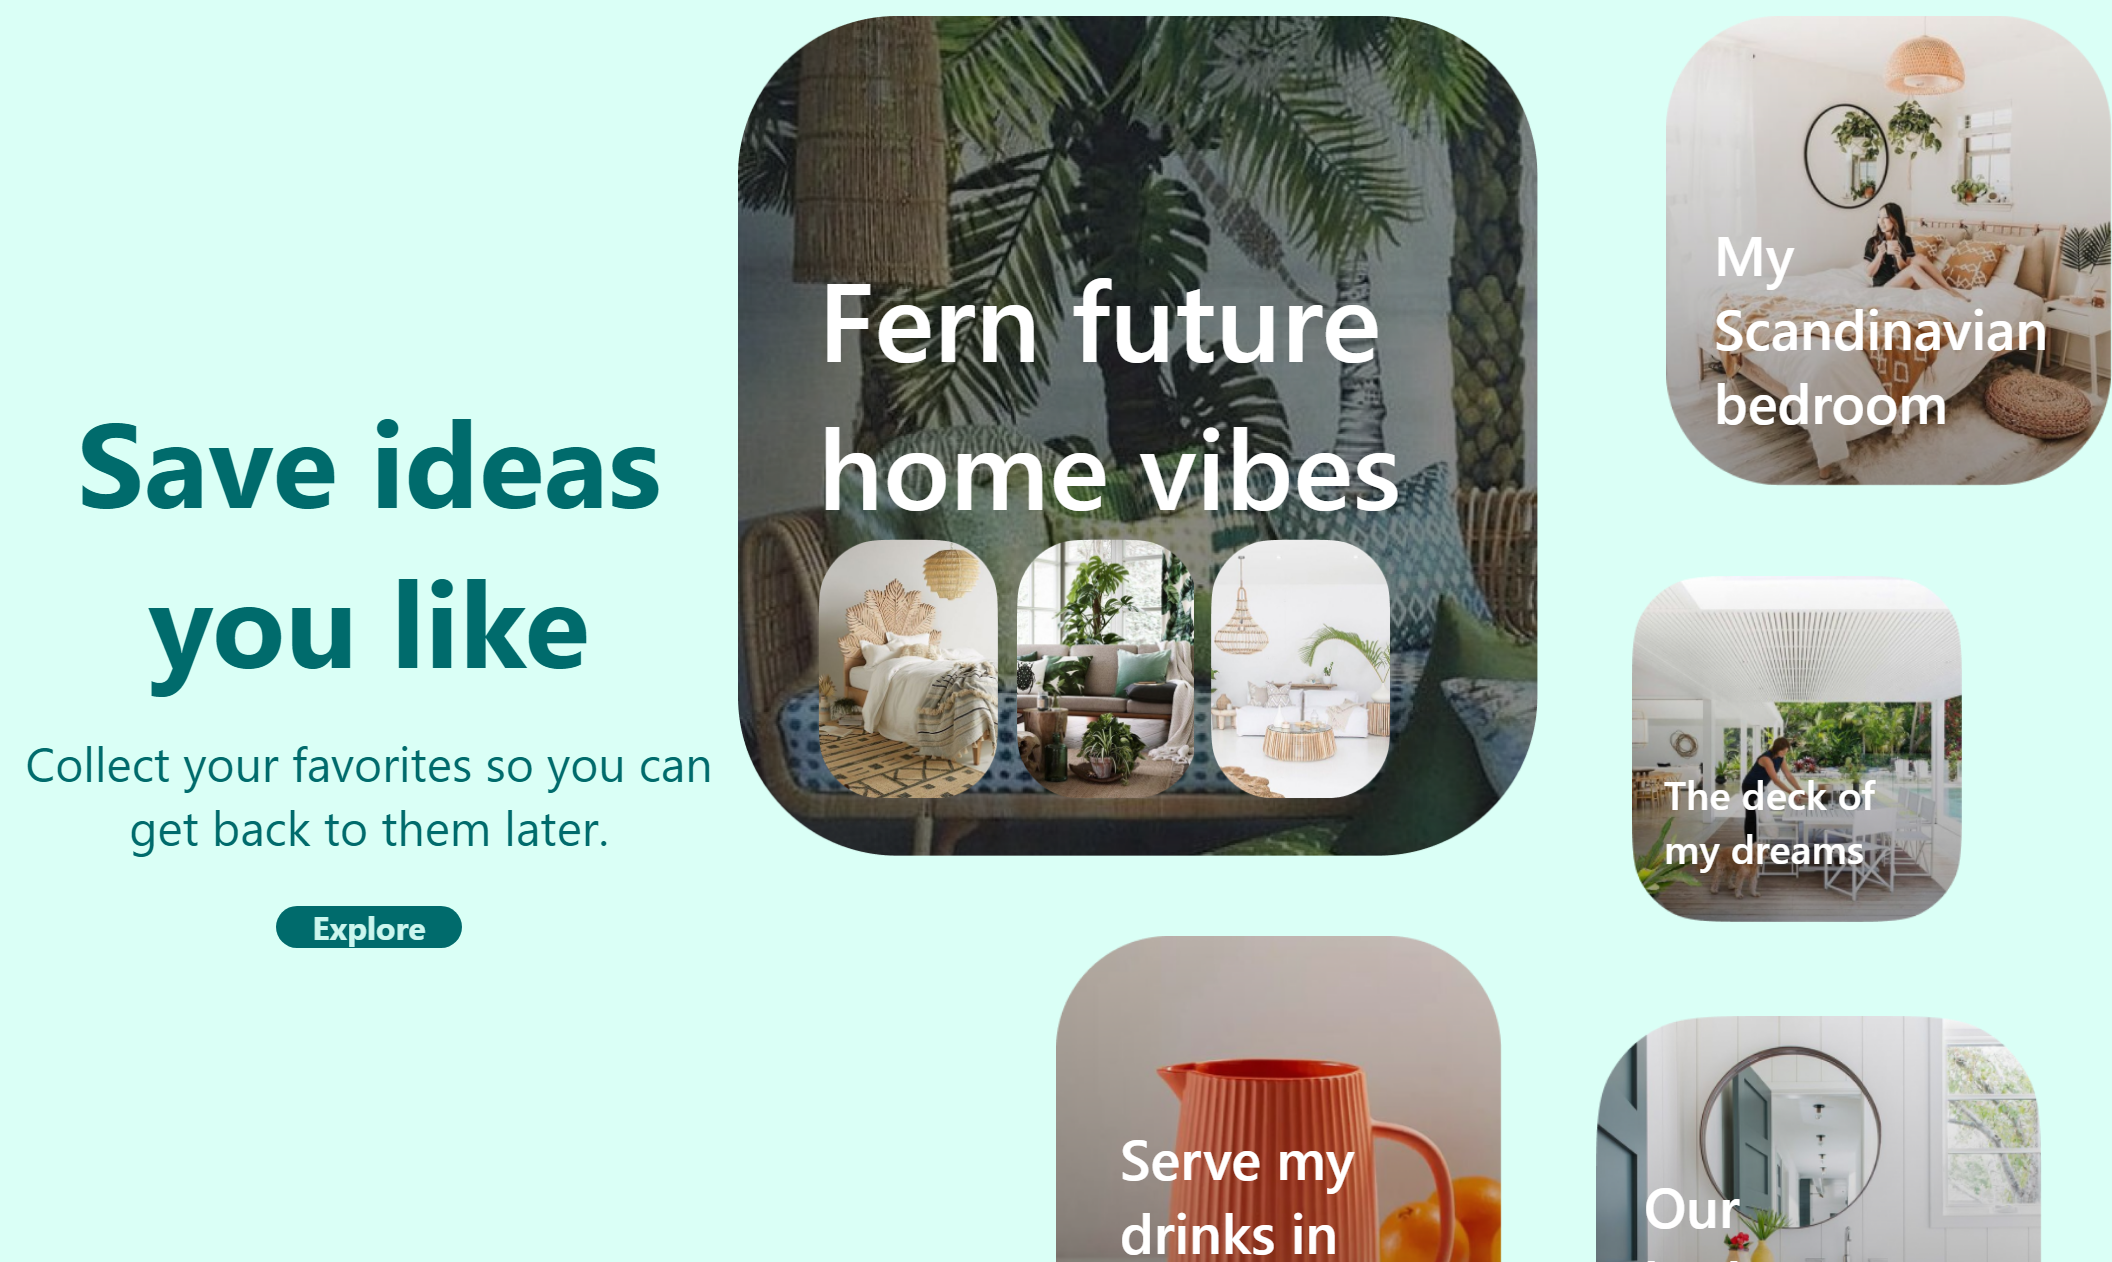 Save ideas
you like
Collect your favorites so you can
get back to them later.
Explore
Fern future
home vibes
My
Scandinavian
bedroom
The deck of
my dreams
Serve my
drinks in
Our